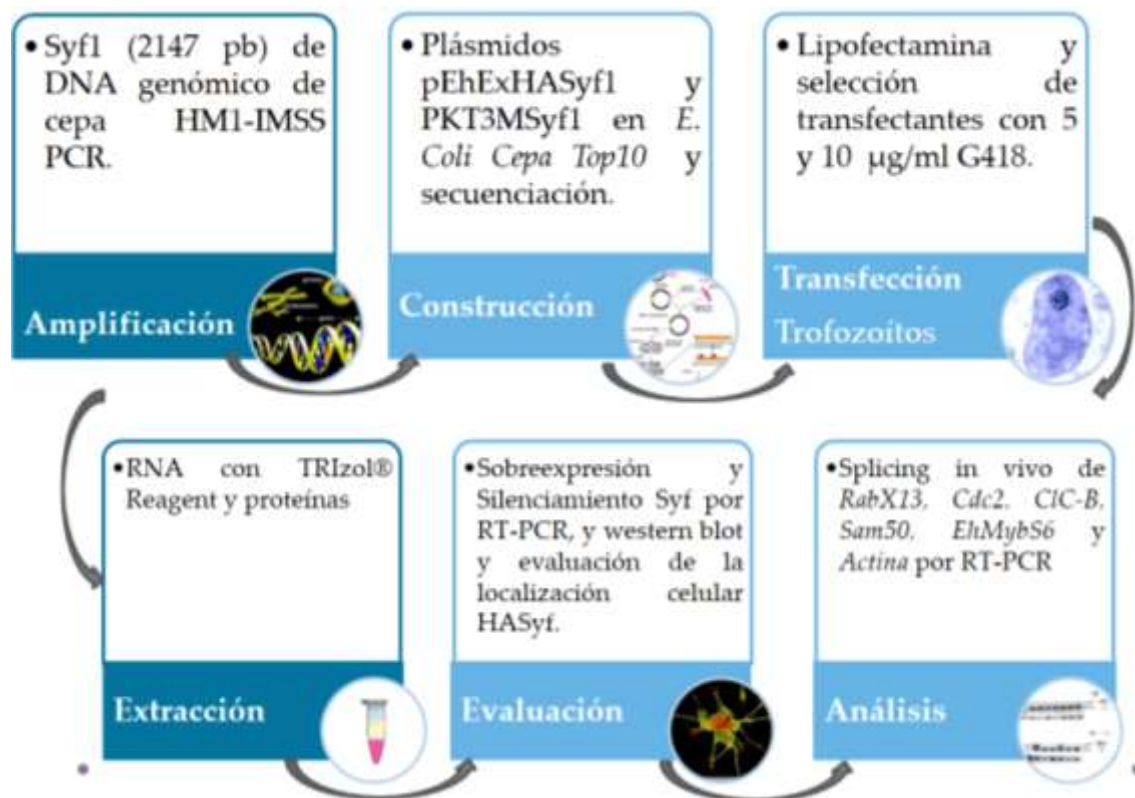 • Syf1 (2147 pb) de
DNA genómico de
cepa HM1-IMSS
PCR.
Amplificación
• Plásmidos
pEhExHASyf1 y
PKT3MSyf1 en E.
Coli Cepa Top10 y
secuenciación.
Construcción
• Lipofectamina y
selección de
transfectantes con 5
y 10 µg/ml G418.
Transfección
Trofozoítos
•RNA con TRIzol®
Reagent y proteínas
Extracción
•Sobreexpresión y
Silenciamiento Syf por
RT-PCR, y western blot
y evaluación de la
localización celular
HASyf.
Evaluación
•Splicing in vivo de
RabX13, Cdc2, ClC-B,
Sam50, EhMybS6 y
Actina por RT-PCR
Análisis